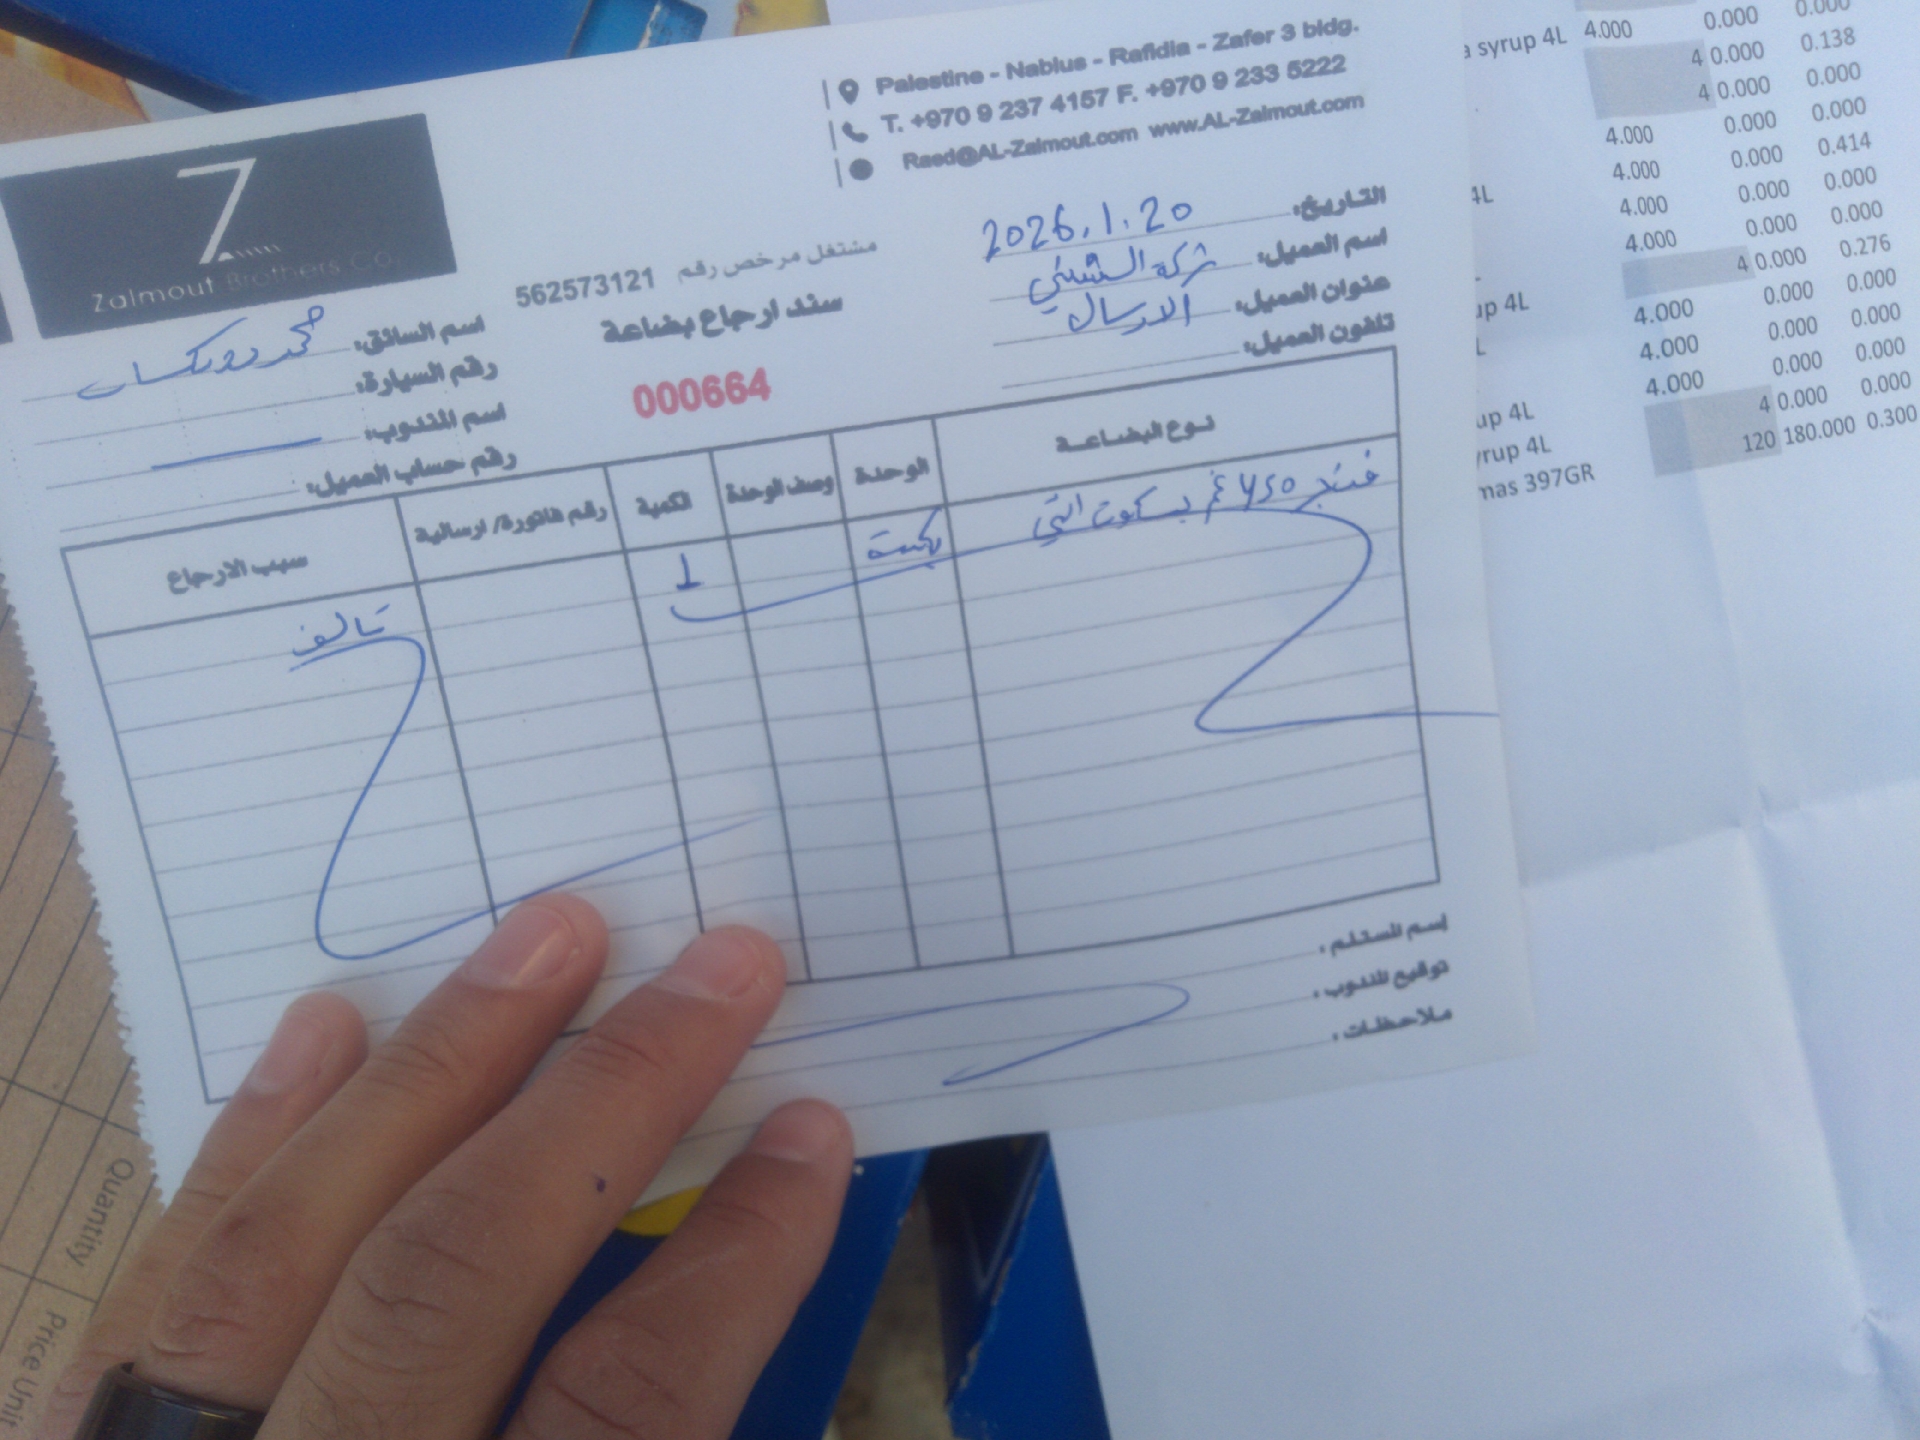 Palestine - Nablus - Rafidia - Zafer 3 bldg.
T. +970 9 237 4157 F. +970 9 233 5222
Raed@AL-Zalmout.com www.AL-Zalmout.com
7
Zalmout Brothers Co.
مشتغل مرخص رقم 562573121
سند ارجاع بضاعة
000664
التاريخ: 2026.1.20
اسم العميل: شركة
عنوان العميل: الارسال
تلفون العميل:
اسم السائق: محمد
رقم السيارة:
اسم المندوب:
رقم حساب العميل:
نوع البضاعة الوحدة وصف الوحدة الكمية رقم فاتورة/ ارسالية سبب الارجاع
450 غم بسكوت 1 تالف
إسم المستلم .
توقيع المندوب .
ملاحظات .
syrup 4L 4.000 0.000 0.000
4 0.000 0.138
4 0.000 0.000
4.000 0.000 0.000
4.000 0.000 0.414
4L 4.000 0.000 0.000
4.000 0.000 0.000
4 0.000 0.276
up 4L 4.000 0.000 0.000
L 4.000 0.000 0.000
4.000 0.000 0.000
up 4L 4 0.000 0.000
yrup 4L 120 180.000 0.300
mas 397GR
Quantity
Price Unit